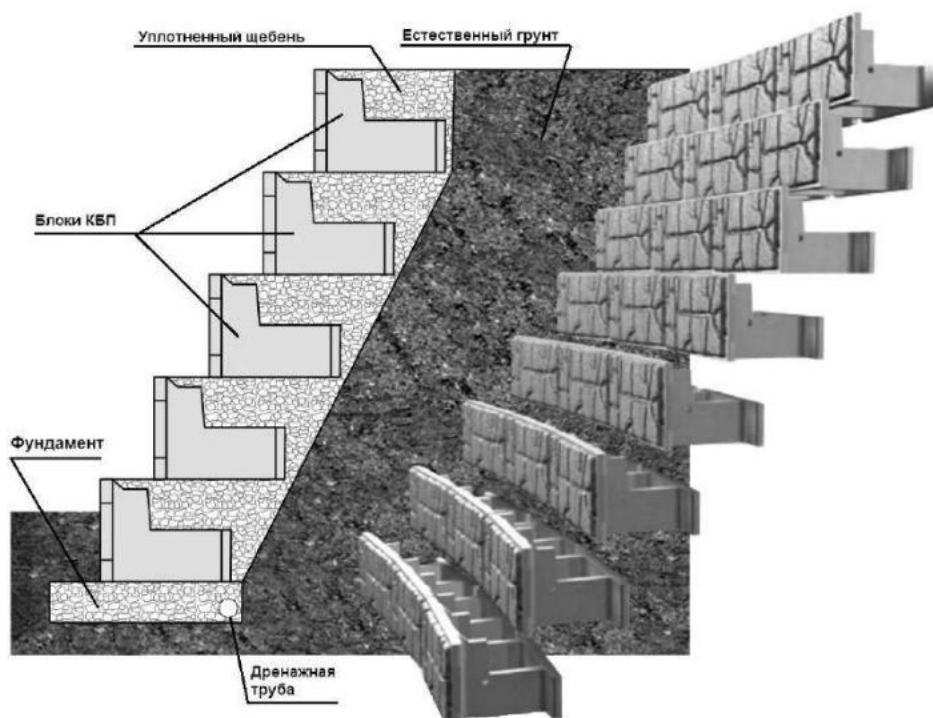 Уплотненный щебень
Естественный грунт
Блоки КБП
Фундамент
Дренажная
труба